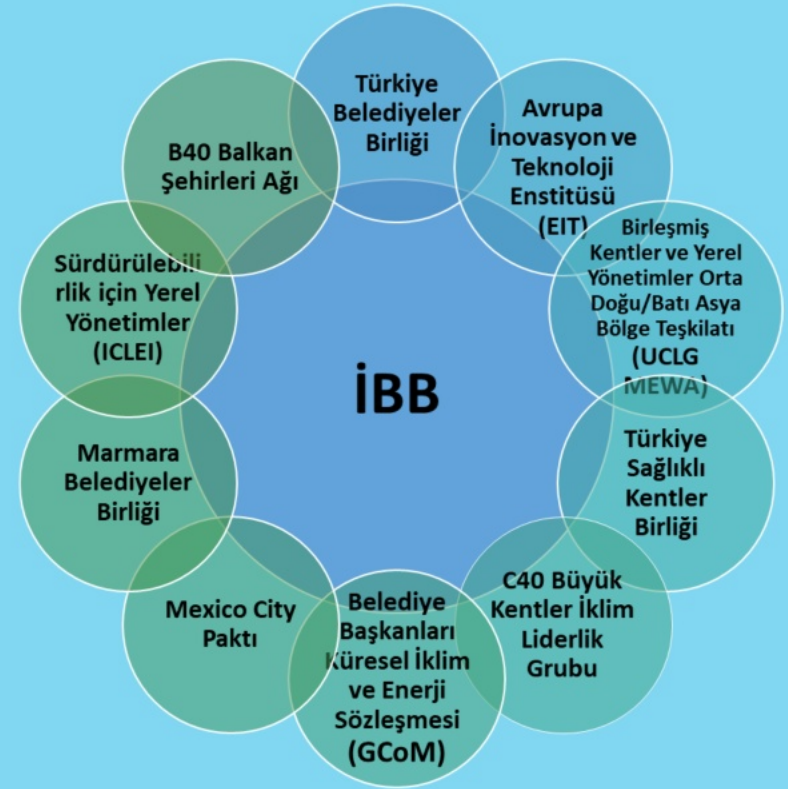 Türkiye
Belediyeler
Birliği
Avrupa
İnovasyon ve
Teknoloji
Enstitüsü
(EIT)
Birleşmiş
Kentler ve Yerel
Yönetimler Orta
Doğu/Batı Asya
Bölge Teşkilatı
(UCLG
MEWA)
Türkiye
Sağlıklı
Kentler
Birliği
C40 Büyük
Kentler İklim
Liderlik
Grubu
Belediye
Başkanları
Küresel İklim
ve Enerji
Sözleşmesi
(GCoM)
Mexico City
Paktı
Marmara
Belediyeler
Birliği
Sürdürülebili
rlik için Yerel
Yönetimler
(ICLEI)
B40 Balkan
Şehirleri Ağı
İBB